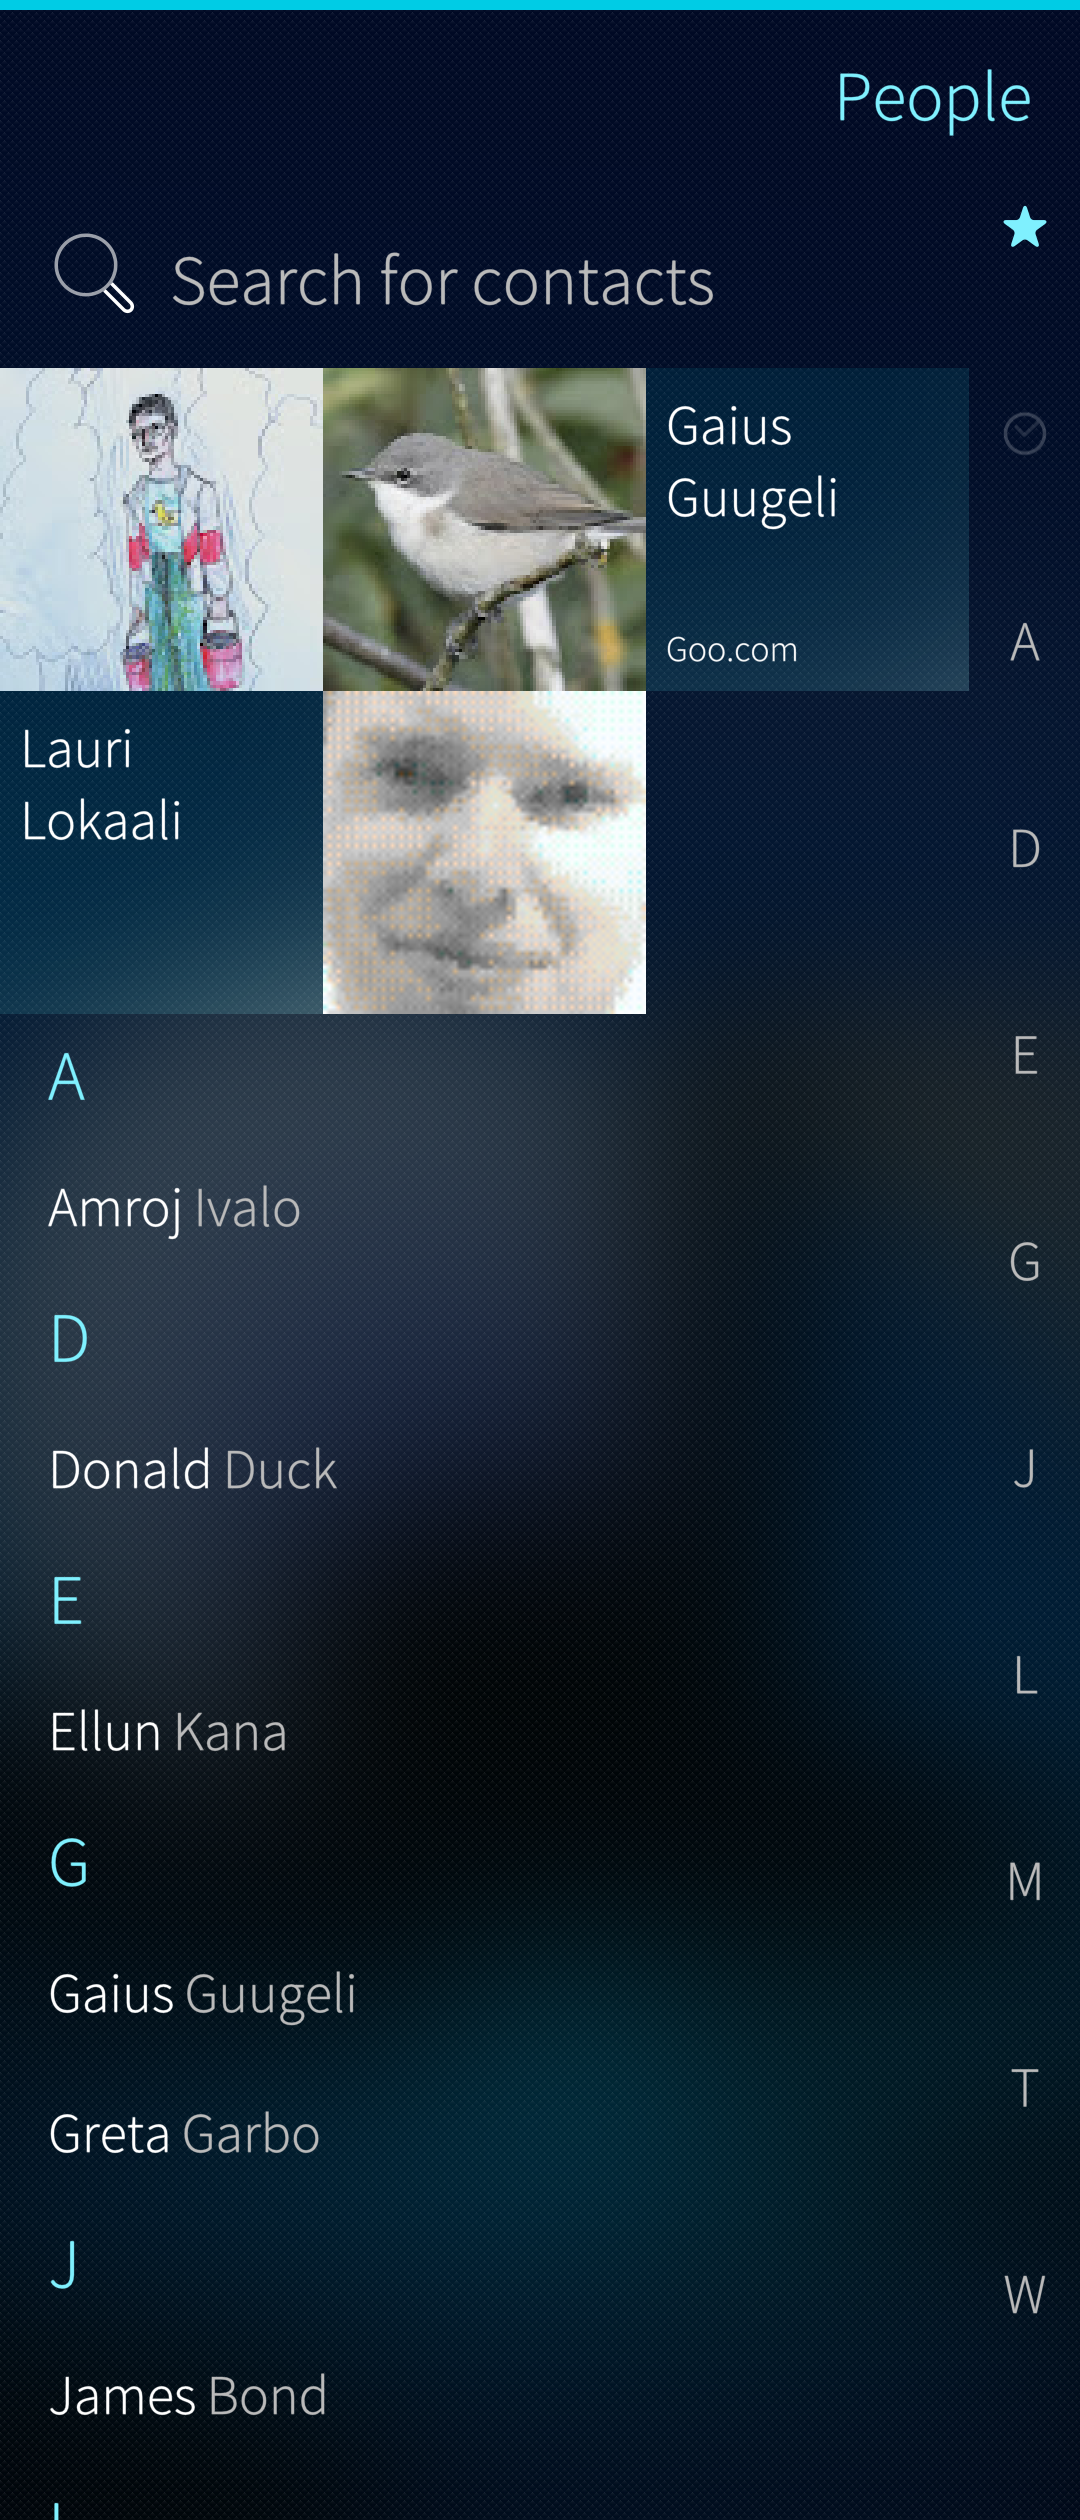 People
Search for contacts
Gaius
Guugeli
Goo.com
Lauri
Lokaali
A
Amroj Ivalo
D
Donald Duck
E
Ellun Kana
G
Gaius Guugeli
Greta Garbo
J
James Bond
A
D
E
G
J
L
M
T
W